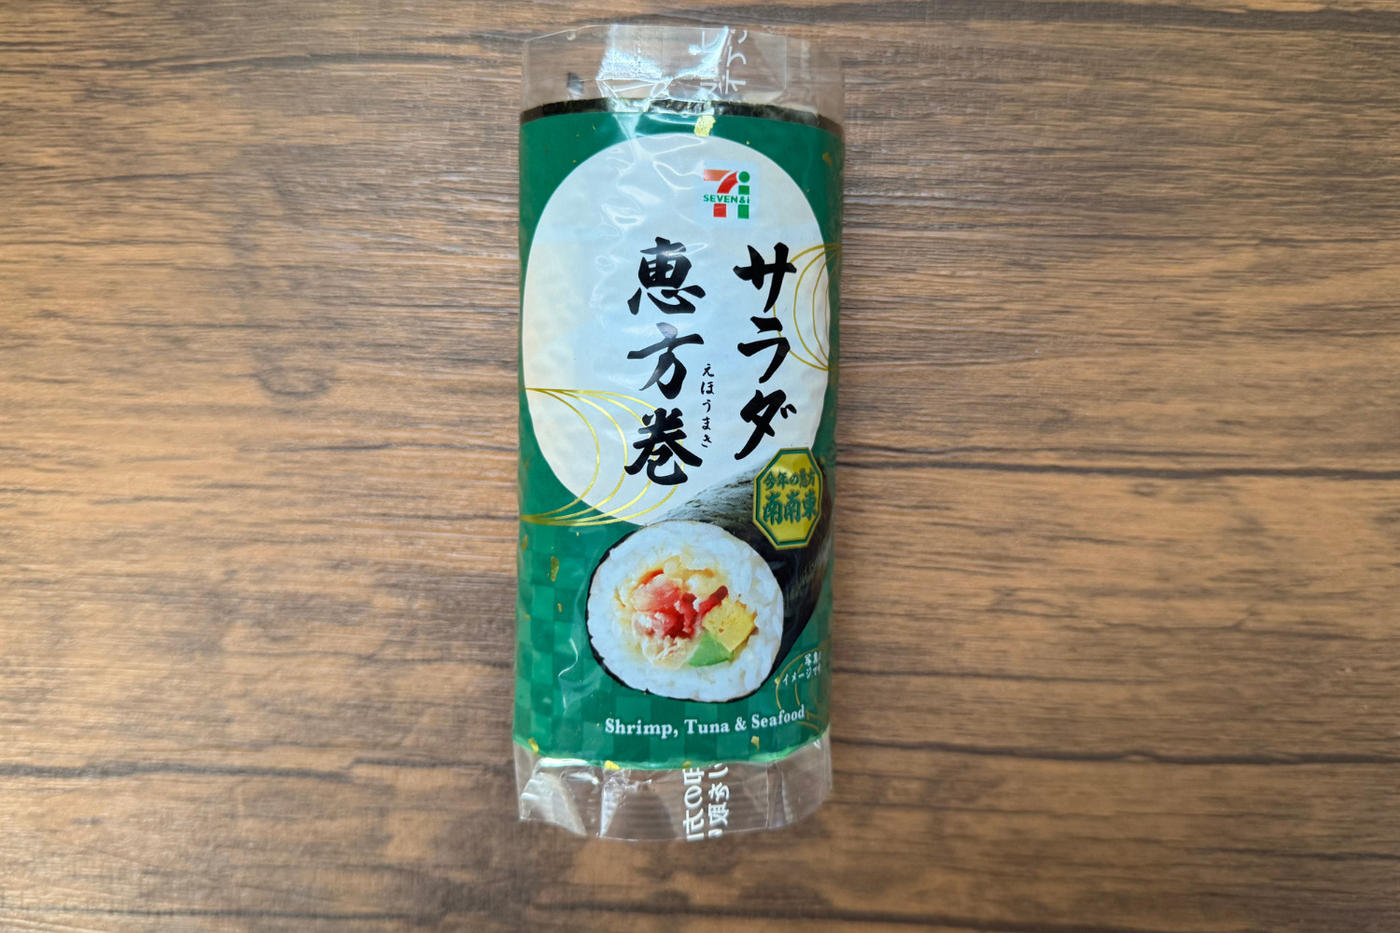 SEVEN&i
サラダ
恵方巻
えほうまき
今年の恵方
南南東
Shrimp, Tuna & Seafood